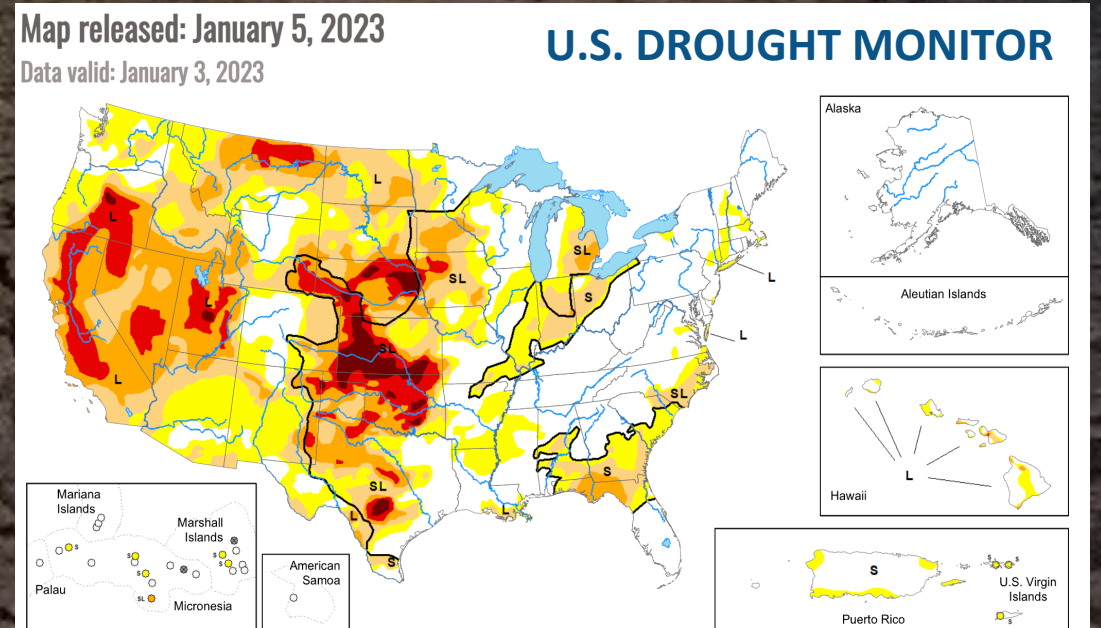 Map released: January 5, 2023
Data valid: January 3, 2023
U.S. DROUGHT MONITOR
Alaska
L
L
SL
SL
S
L
Aleutian Islands
L
L
SL
L
SL
Hawaii
L
S
SL
L
L
S
Mariana
Islands
Marshall
Islands
S
S
S
S
S
SL
Palau
Micronesia
American
Samoa
S
S
S
U.S. Virgin
Islands
S
Puerto Rico